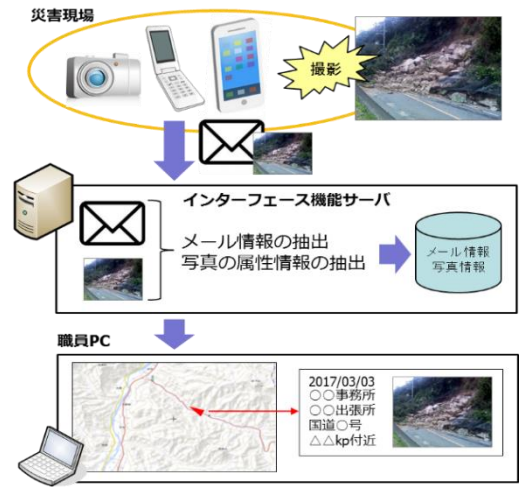 災害現場
撮影
インターフェース機能サーバ
メール情報の抽出
写真の属性情報の抽出
メール情報
写真情報
職員PC
2017/03/03
○○事務所
○○出張所
国道○号
△△kp付近